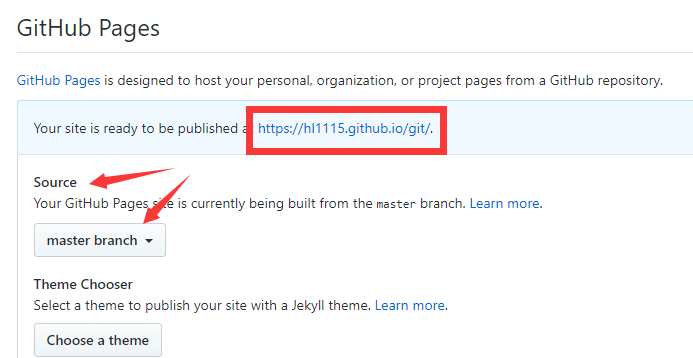 GitHub Pages
GitHub Pages is designed to host your personal, organization, or project pages from a GitHub repository.
Your site is ready to be published a https://hl1115.github.io/git/.
Source
Your GitHub Pages site is currently being built from the master branch. Learn more.
master branch
Theme Chooser
Select a theme to publish your site with a Jekyll theme. Learn more.
Choose a theme